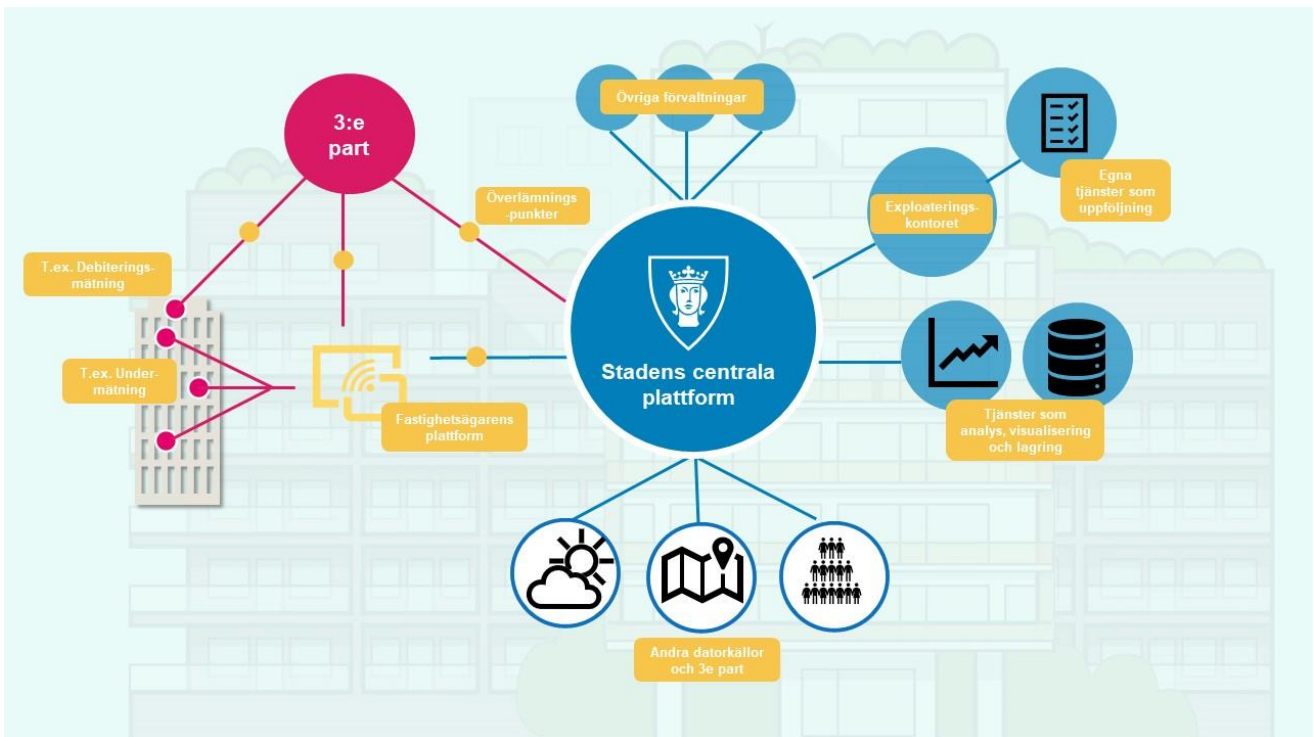 3:e
part
Övriga förvaltningar
Egna
tjänster som
uppföljning
Överlämnings
-punkter
Exploaterings-
kontoret
T.ex. Debiterings-
mätning
T.ex. Under-
mätning
Stadens centrala
plattform
Fastighetsägarens
plattform
Tjänster som
analys, visualisering
och lagring
Andra datorkällor
och 3e part